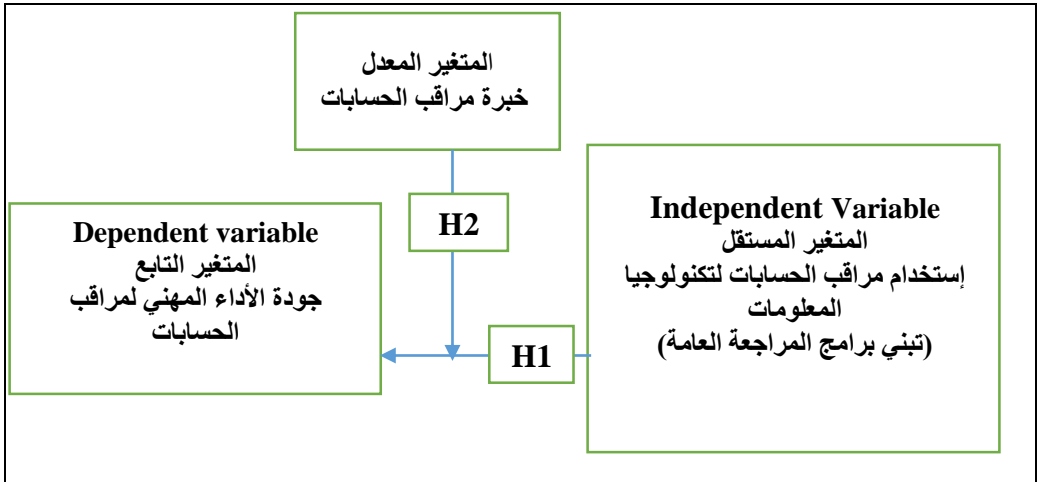 المتغير المعدل
خبرة مراقب الحسابات
H2
Independent Variable
المتغير المستقل
إستخدام مراقب الحسابات لتكنولوجيا
المعلومات
(تبني برامج المراجعة العامة)
H1
Dependent variable
المتغير التابع
جودة الأداء المهني لمراقب
الحسابات